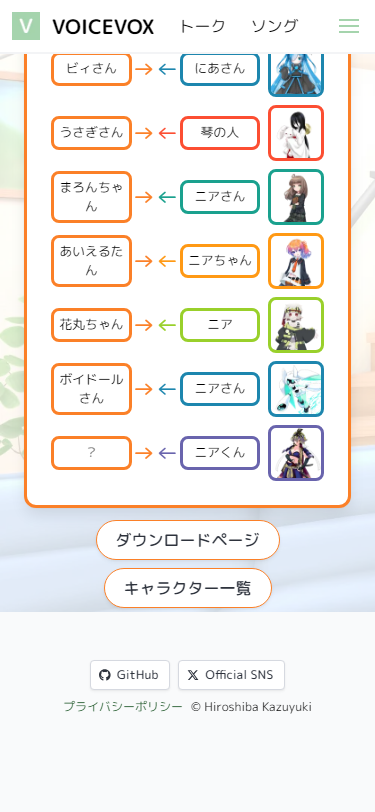 V VOICEVOX トーク ソング
ビィさん → ← にあさん
うさぎさん → ← 琴の人
まろんちゃ
ん → ← ニアさん
あいえるた
ん → ← ニアちゃん
花丸ちゃん → ← ニア
ボイドール
さん → ← ニアさん
? → ← ニアくん
ダウンロードページ
キャラクター一覧
GitHub Official SNS
プライバシーポリシー © Hiroshiba Kazuyuki